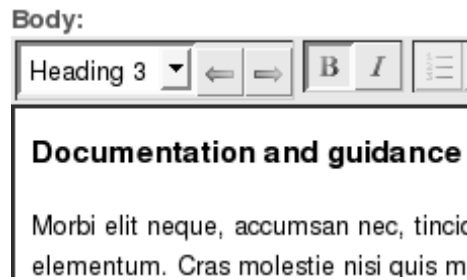 Body:
Heading 3
B I
Documentation and guidance
Morbi elit neque, accumsan nec,
elementum. Cras molestie nisi quis